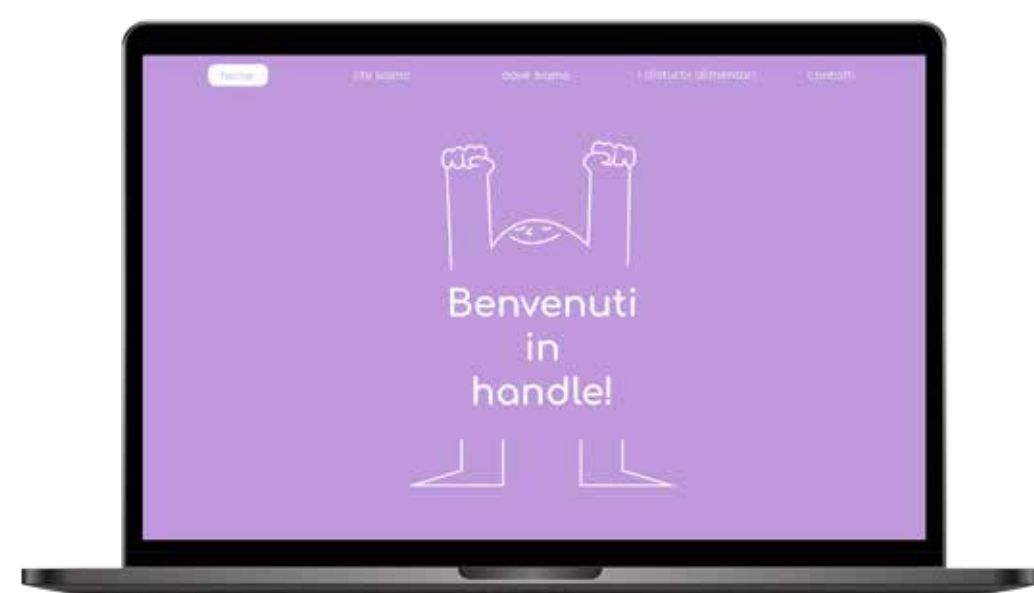 home
chi siamo
dove siamo
i disturbi alimentari
contatti
Benvenuti
in
handle!